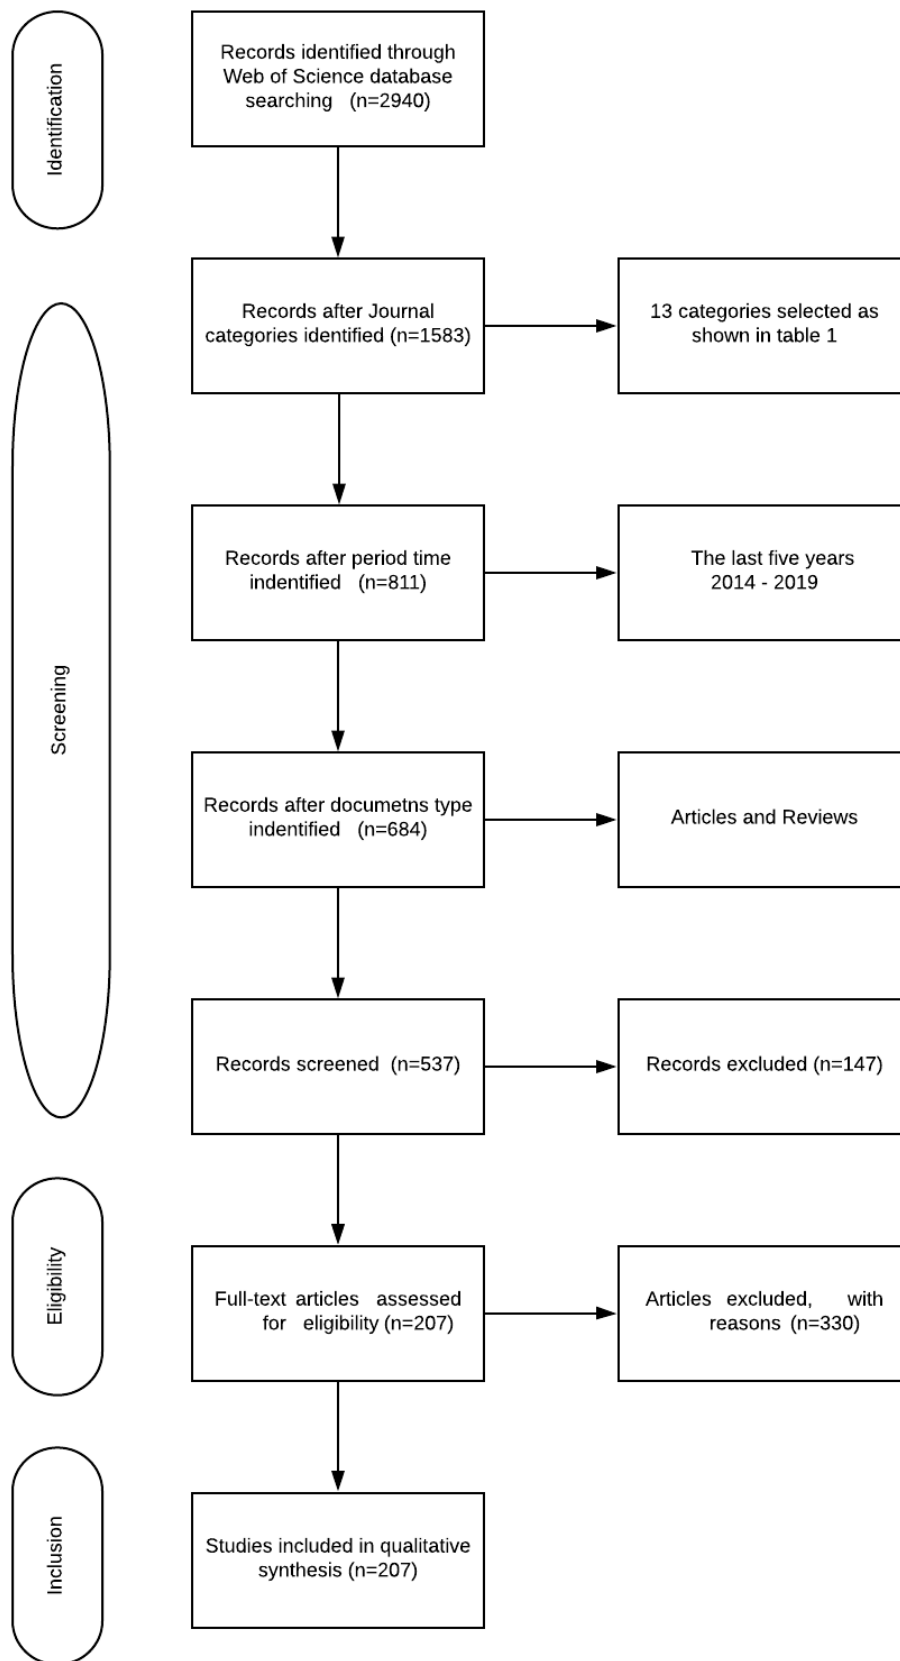 Identification
Records identified through
Web of Science database
searching (n=2940)
Screening
Records after Journal
categories identified (n=1583)
13 categories selected as
shown in table 1
Records after period time
indentified (n=811)
The last five years
2014 - 2019
Records after documetns type
indentified (n=684)
Articles and Reviews
Records screened (n=537)
Records excluded (n=147)
Eligibility
Full-text articles assessed
for eligibility (n=207)
Articles excluded, with
reasons (n=330)
Inclusion
Studies included in qualitative
synthesis (n=207)